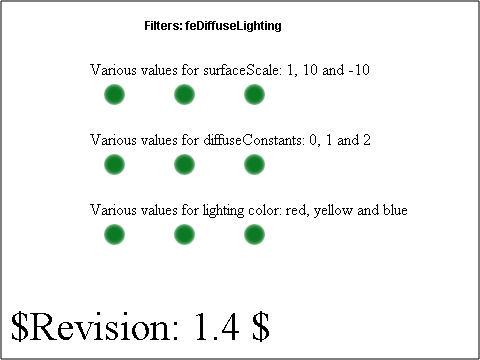 Filters: feDiffuseLighting
Various values for surfaceScale: 1, 10 and -10
Various values for diffuseConstants: 0, 1 and 2
Various values for lighting color: red, yellow and blue
$Revision: 1.4 $